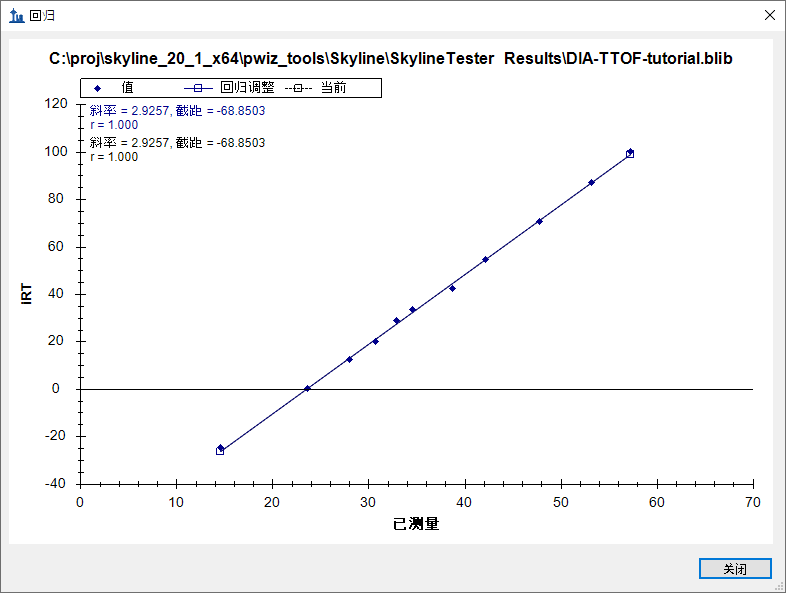 回归
C:\proj\skyline_20_1_x64\pwiz_tools\Skyline\SkylineTester Results\DIA-TTOF-tutorial.blib
值 回归调整 当前
斜率 = 2.9257, 截距 = -68.8503
r = 1.000
斜率 = 2.9257, 截距 = -68.8503
r = 1.000
120
100
80
60
40
20
0
-20
-40
iRT
0 10 20 30 40 50 60 70
已测量
关闭